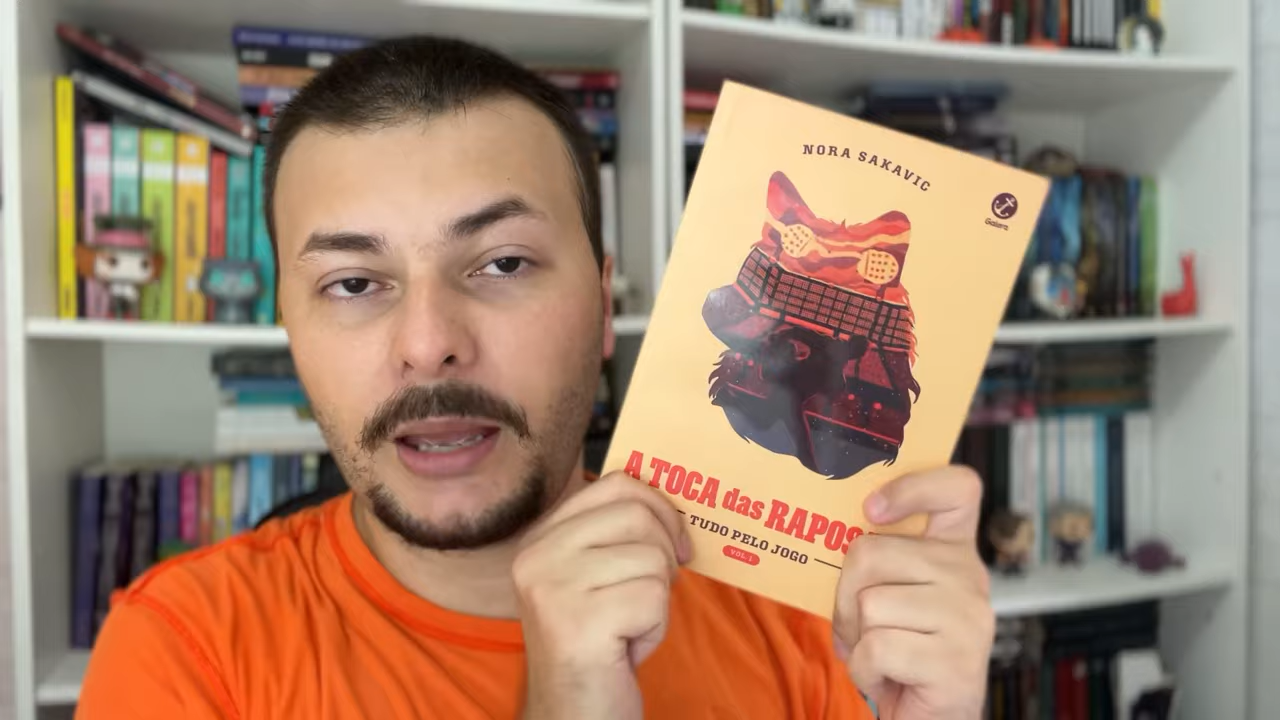 NORA SAKAVIC
Galera
A TOCA das RAPOS
TUDO PELO JOGO
VOL. 1